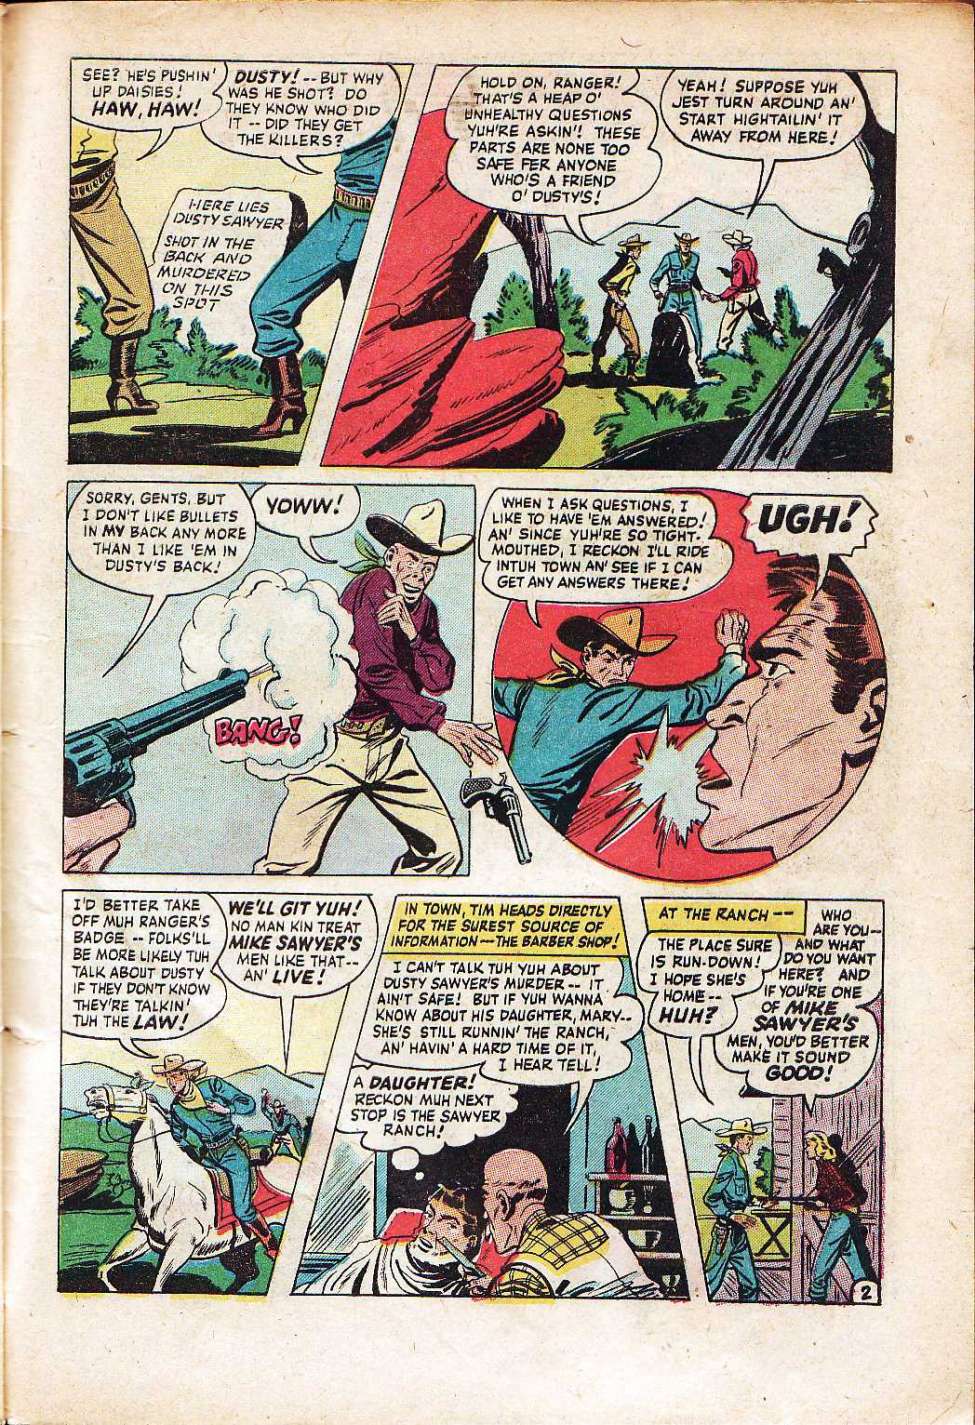 SEE? HE'S PUSHIN'
UP DAISIES!
HAW, HAW!
DUSTY! -- BUT WHY
WAS HE SHOT? DO
THEY KNOW WHO DID
IT -- DID THEY GET
THE KILLERS?
HERE LIES
DUSTY SAWYER
SHOT IN THE
BACK AND
MURDERED
ON THIS
SPOT
HOLD ON, RANGER!
THAT'S A HEAP O'
UNHEALTHY QUESTIONS
YUH'RE ASKIN'! THESE
PARTS ARE NONE TOO
SAFE FER ANYONE
WHO'S A FRIEND
O' DUSTY'S!
YEAH! SUPPOSE YUH
JEST TURN AROUND AN'
START HIGHTAILIN' IT
AWAY FROM HERE!
SORRY, GENTS, BUT
I DON'T LIKE BULLETS
IN MY BACK ANY MORE
THAN I LIKE 'EM IN
DUSTY'S BACK!
YOWW!
BANG!
WHEN I ASK QUESTIONS, I
LIKE TO HAVE 'EM ANSWERED!
AN' SINCE YUH'RE SO TIGHT-
MOUTHED, I RECKON I'LL RIDE
INTUH TOWN AN' SEE IF I CAN
GET ANY ANSWERS THERE!
UGH!
I'D BETTER TAKE
OFF MUH RANGER'S
BADGE -- FOLKS'LL
BE MORE LIKELY TUH
TALK ABOUT DUSTY
IF THEY DON'T KNOW
THEY'RE TALKIN'
TUH THE LAW!
WE'LL GIT YUH!
NO MAN KIN TREAT
MIKE SAWYER'S
MEN LIKE THAT--
AN' LIVE!
IN TOWN, TIM HEADS DIRECTLY
FOR THE SUREST SOURCE OF
INFORMATION -- THE BARBER SHOP!
I CAN'T TALK TUH YUH ABOUT
DUSTY SAWYER'S MURDER -- IT
AIN'T SAFE! BUT IF YUH WANNA
KNOW ABOUT HIS DAUGHTER, MARY--
SHE'S STILL RUNNIN' THE RANCH,
AN' HAVIN' A HARD TIME OF IT,
I HEAR TELL!
A DAUGHTER!
RECKON MUH NEXT
STOP IS THE SAWYER
RANCH!
AT THE RANCH --
THE PLACE SURE
IS RUN-DOWN!
I HOPE SHE'S
HOME --
HUH?
WHO
ARE YOU--
AND WHAT
DO YOU WANT
HERE? AND
IF YOU'RE ONE
OF MIKE
SAWYER'S
MEN, YOU'D BETTER
MAKE IT SOUND
GOOD!
2